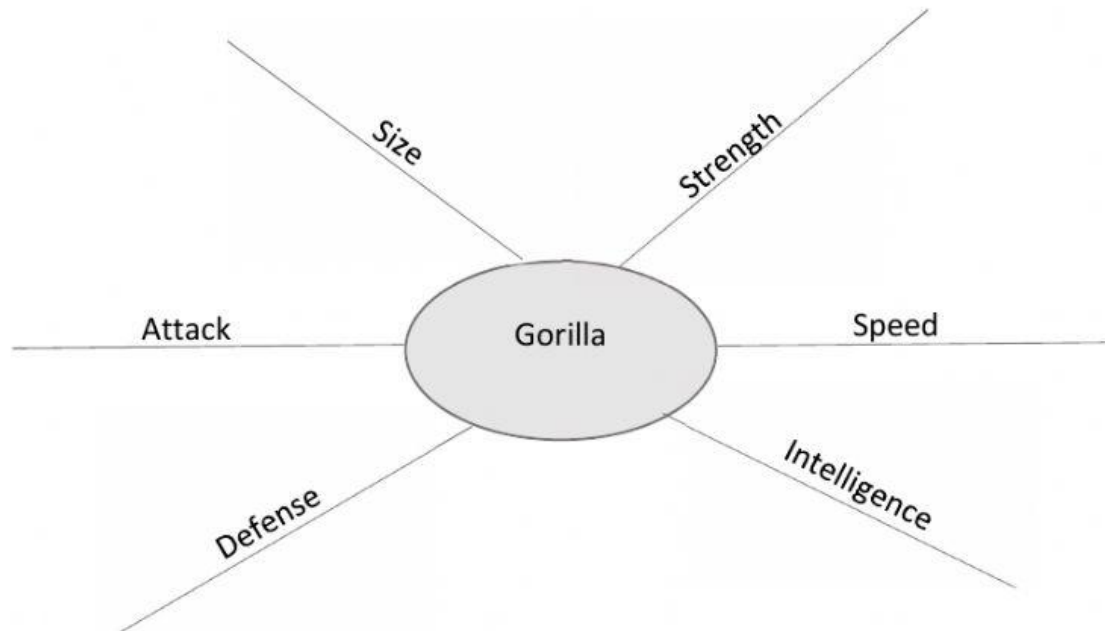 Size
Strength
Attack
Gorilla
Speed
Defense
Intelligence